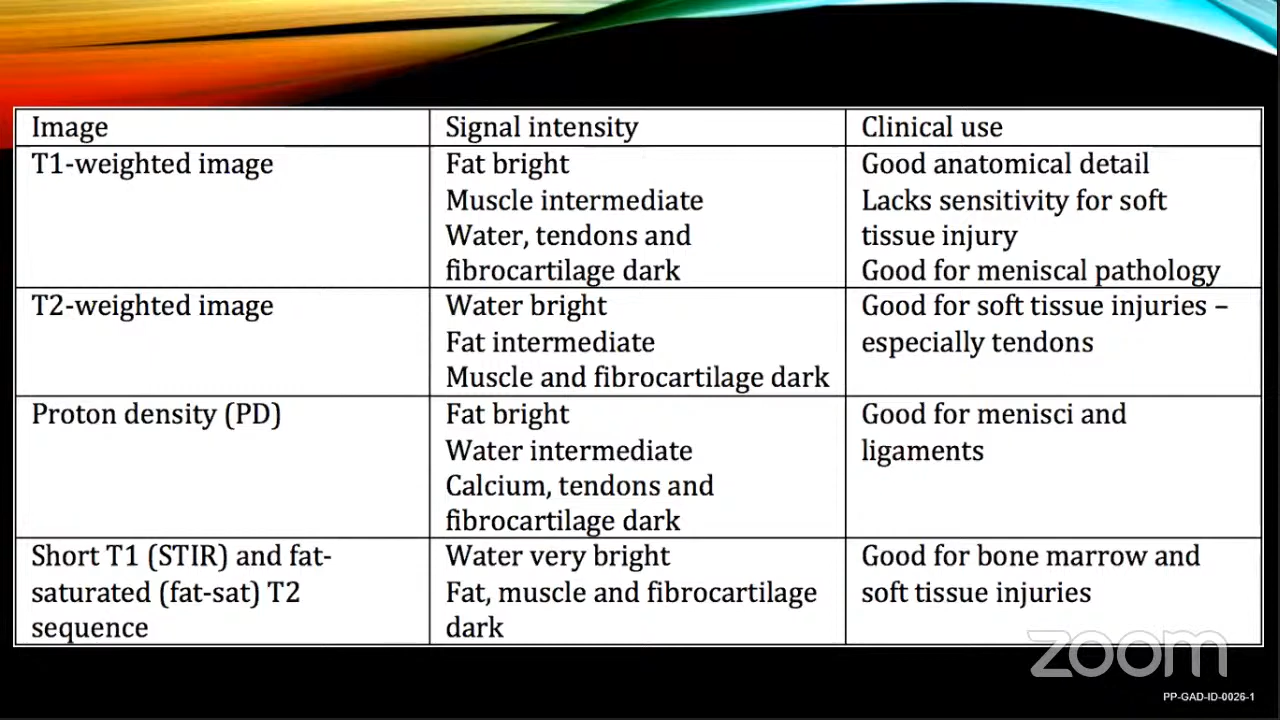 Image
Signal intensity
Clinical use
T1-weighted image
Fat bright
Muscle intermediate
Water, tendons and
fibrocartilage dark
Good anatomical detail
Lacks sensitivity for soft
tissue injury
Good for meniscal pathology
T2-weighted image
Water bright
Fat intermediate
Muscle and fibrocartilage dark
Good for soft tissue injuries –
especially tendons
Proton density (PD)
Fat bright
Water intermediate
Calcium, tendons and
fibrocartilage dark
Good for menisci and
ligaments
Short T1 (STIR) and fat-
saturated (fat-sat) T2
sequence
Water very bright
Fat, muscle and fibrocartilage
dark
Good for bone marrow and
soft tissue injuries
zoom
PP-GAD-ID-0026-1